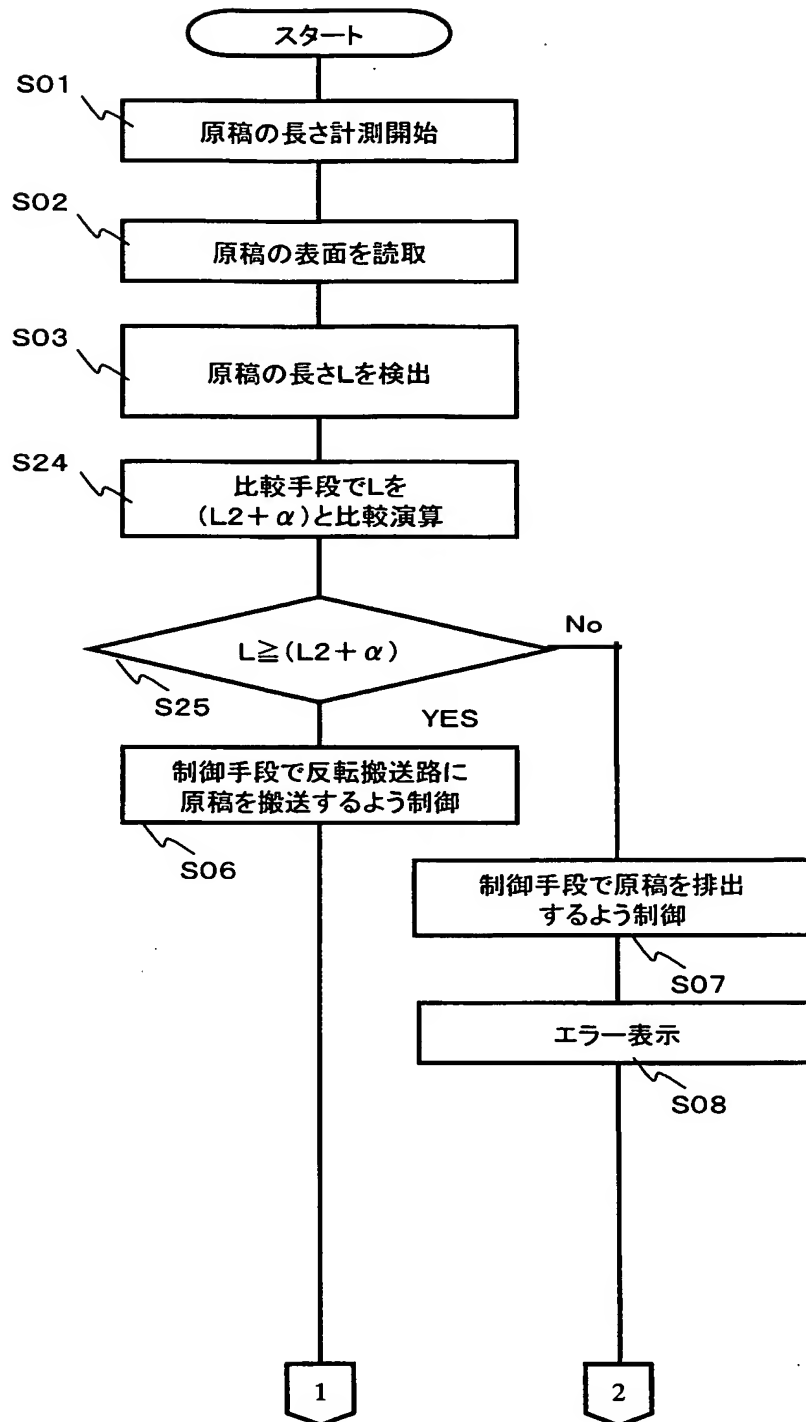 スタート
S01
原稿の長さ計測開始
S02
原稿の表面を読取
S03
原稿の長さLを検出
S24
比較手段でLを
(L2+α)と比較演算
L≧(L2+α)
No
S25
YES
制御手段で反転搬送路に
原稿を搬送するよう制御
S06
制御手段で原稿を排出
するよう制御
S07
エラー表示
S08
1
2